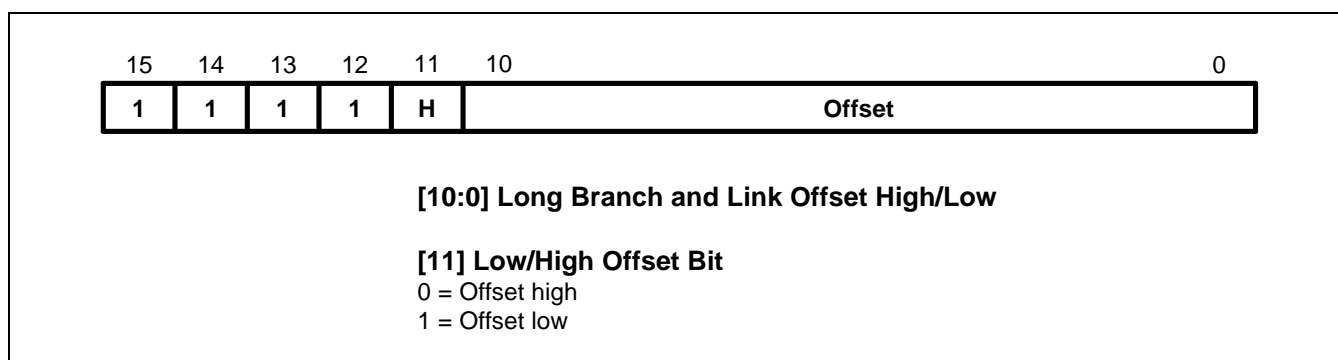 15 14 13 12 11 10 0
1 1 1 1 H Offset
[10:0] Long Branch and Link Offset High/Low
[11] Low/High Offset Bit
0 = Offset high
1 = Offset low